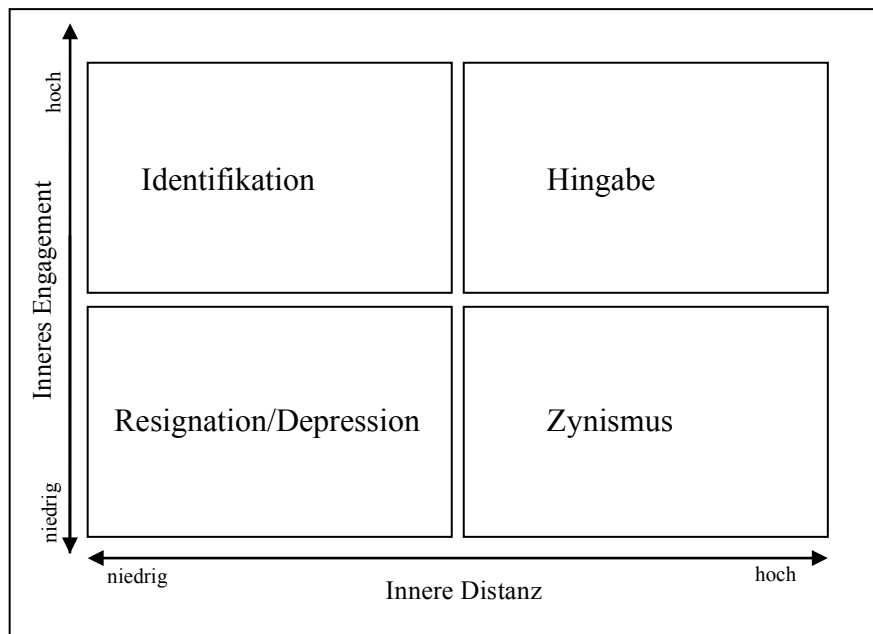 hoch
Inneres Engagement
niedrig
Identifikation
Hingabe
Resignation/Depression
Zynismus
niedrig
hoch
Innere Distanz